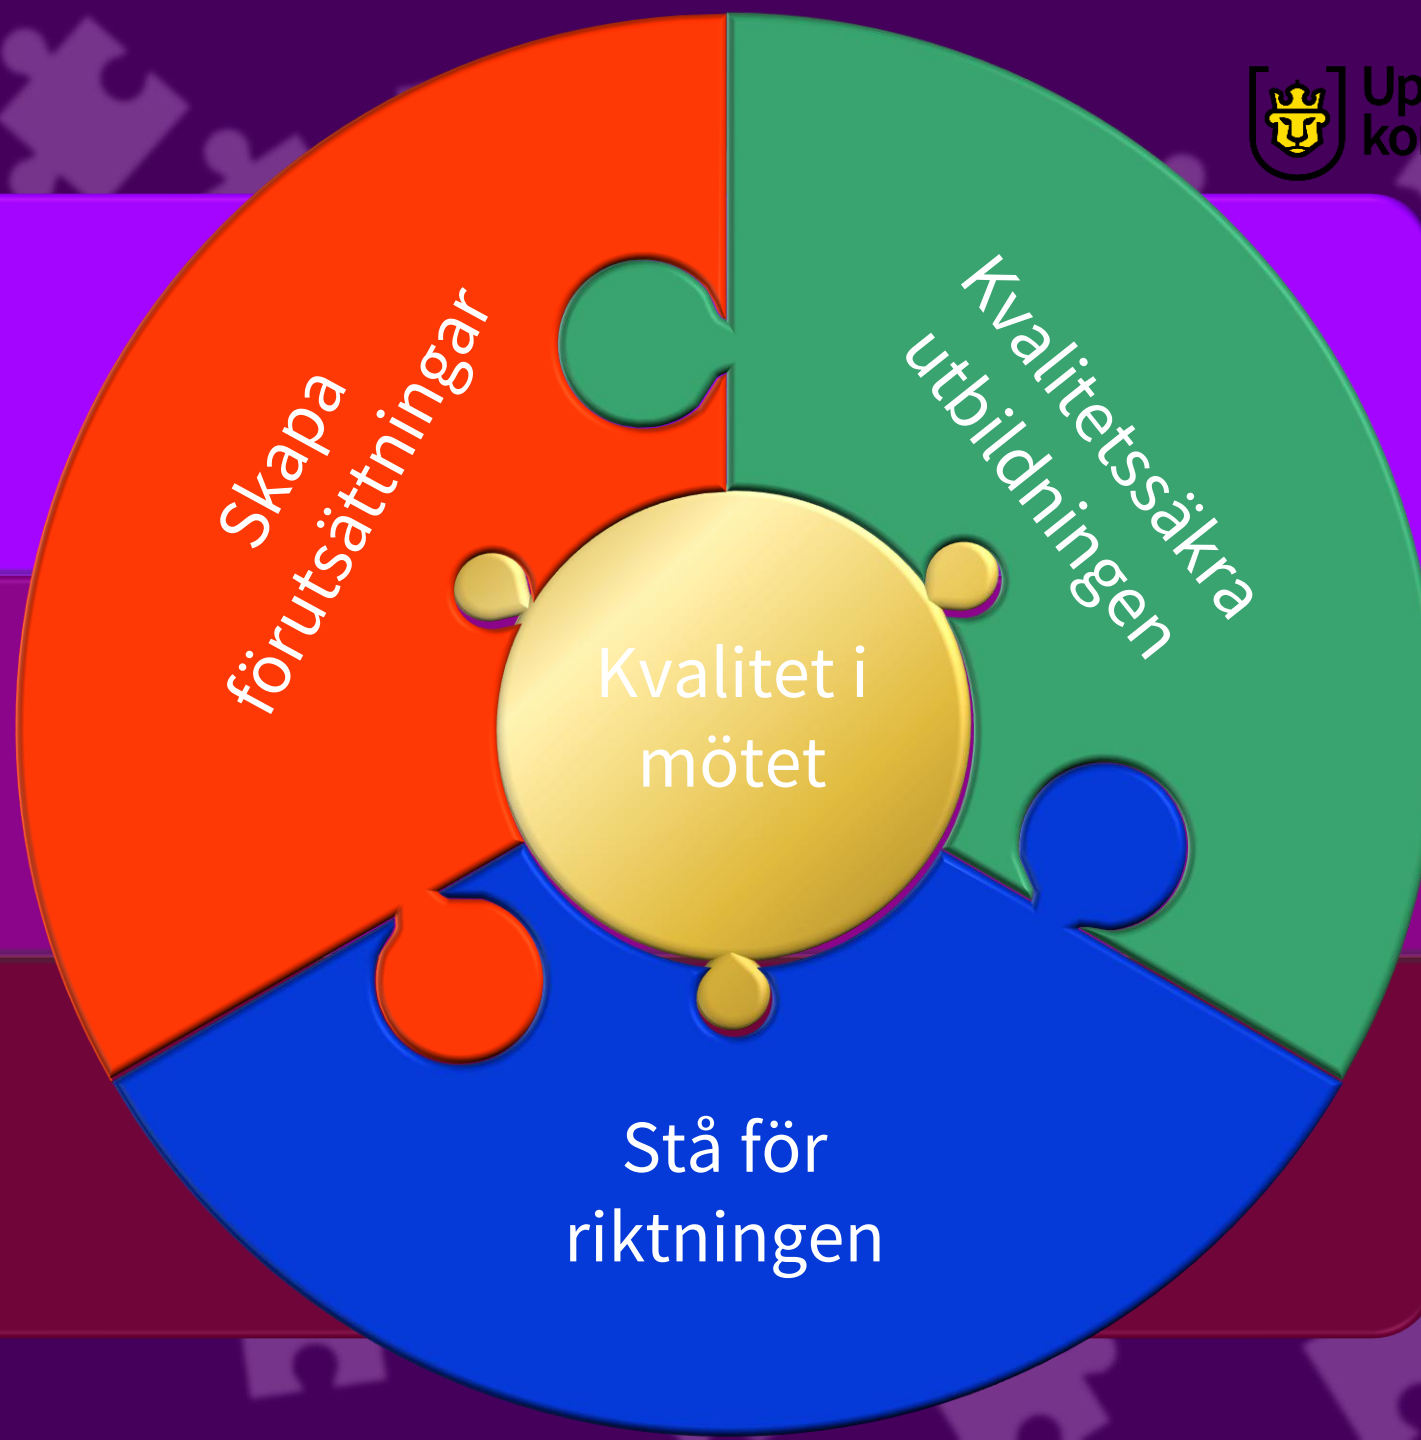 Skapa
förutsättningar
Kvalitetssäkra
utbildningen
Kvalitet i
mötet
Stå för
riktningen